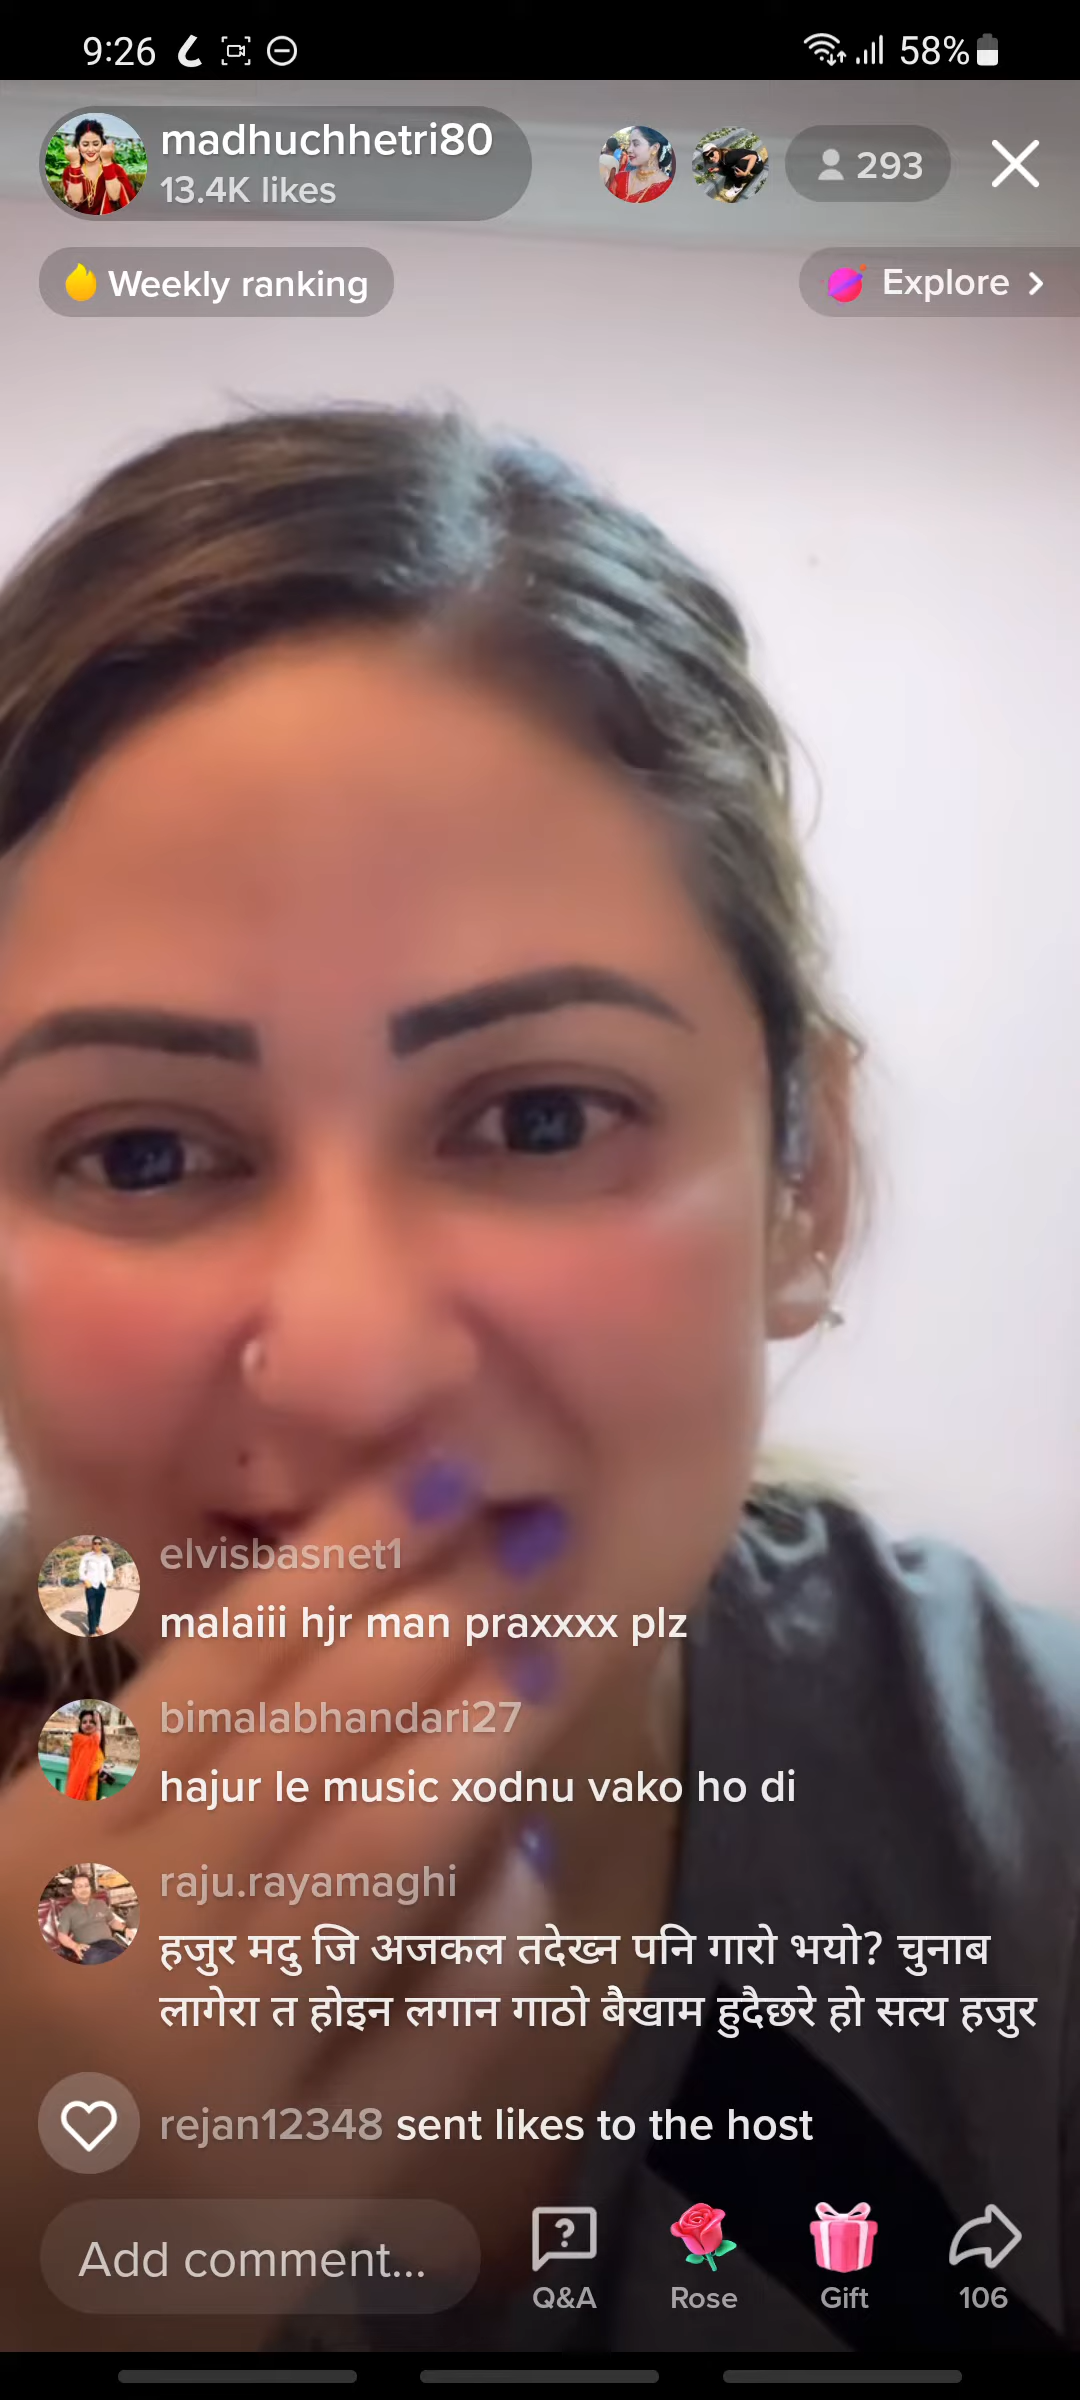 9:26
58%
madhuchhetri80
13.4K likes
293
Weekly ranking
Explore
elvisbasnet1
malaiii hjr man praxxxx plz
bimalabhandari27
hajur le music xodnu vako ho di
raju.rayamaghi
हजुर मदु जि अजकल तदेख्न पनि गारो भयो? चुनाब
लागेरा त होइन लगान गाठो बैखाम हुदैछरे हो सत्य हजुर
rejan12348 sent likes to the host
Add comment...
Q&A
Rose
Gift
106